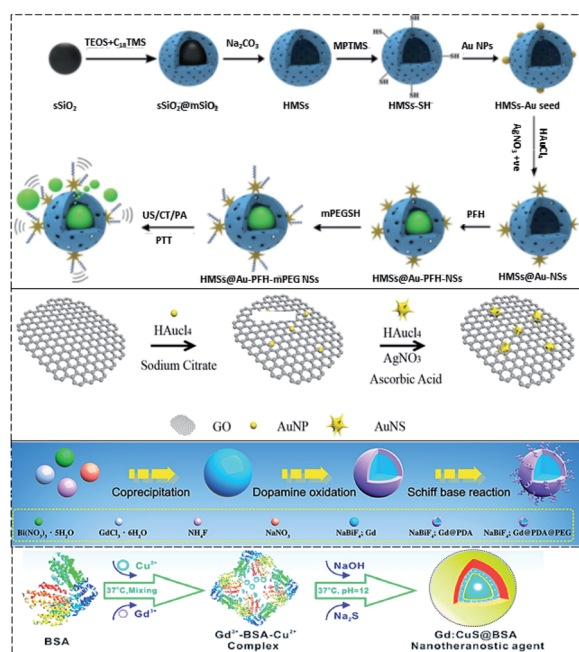 TEOS+C18TMS
Na2CO3
MPTMS
Au NPs
SH
HS
SH
SH
sSiO2
sSiO2@mSiO2
HMSs
HMSs-SH
HMSs-Au seed
HAuCl4
AgNO3 +ve
US/CT/PA
PTT
mPEGSH
PFH
HMSs@Au-PFH-mPEG NSs
HMSs@Au-PFH-NSs
HMSs@Au-NSs
HAucl4
Sodium Citrate
HAucl4
AgNO3
Ascorbic Acid
GO
AuNP
AuNS
Coprecipitation
Dopamine oxidation
Schiff base reaction
Bi(NO3)3 · 5H2O
GdCl3 · 6H2O
NH4F
NaNO3
NaBiF4: Gd
NaBiF4: Gd@PDA
NaBiF4: Gd@PDA@PEG
Cu2+
37°C,Mixing
Gd3+
NaOH
37°C, pH=12
Na2S
BSA
Gd3+-BSA-Cu2+
Complex
Gd:CuS@BSA
Nanotheranostic agent